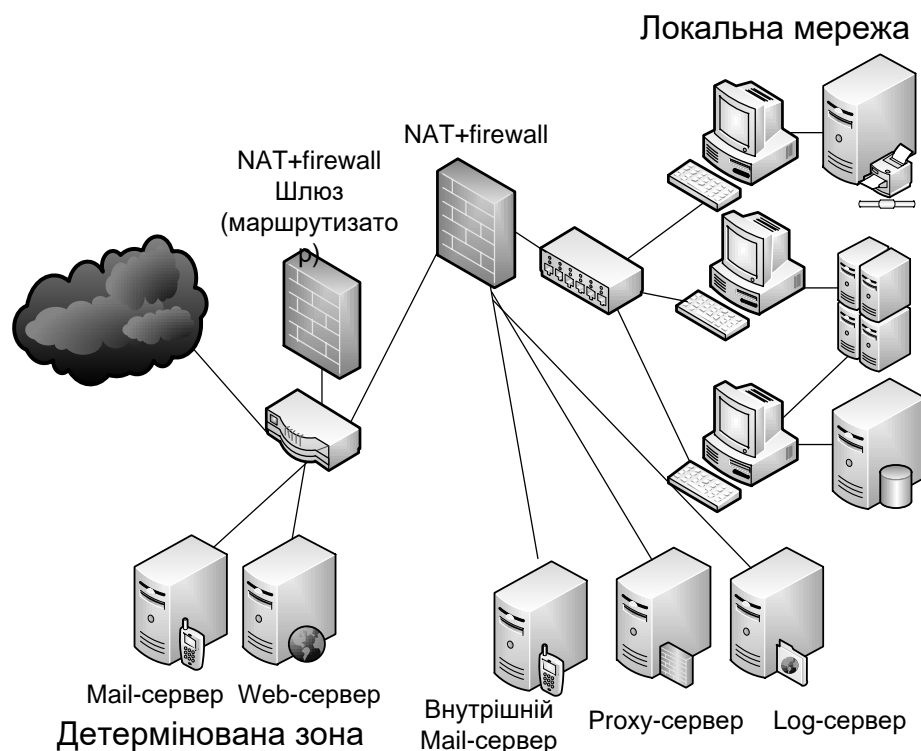 Локальна мережа
NAT+firewall
NAT+firewall
Шлюз
(маршрутизато
р)
Mail-сервер
Web-сервер
Детермінована зона
Внутрішній
Mail-сервер
Proxy-сервер
Log-сервер